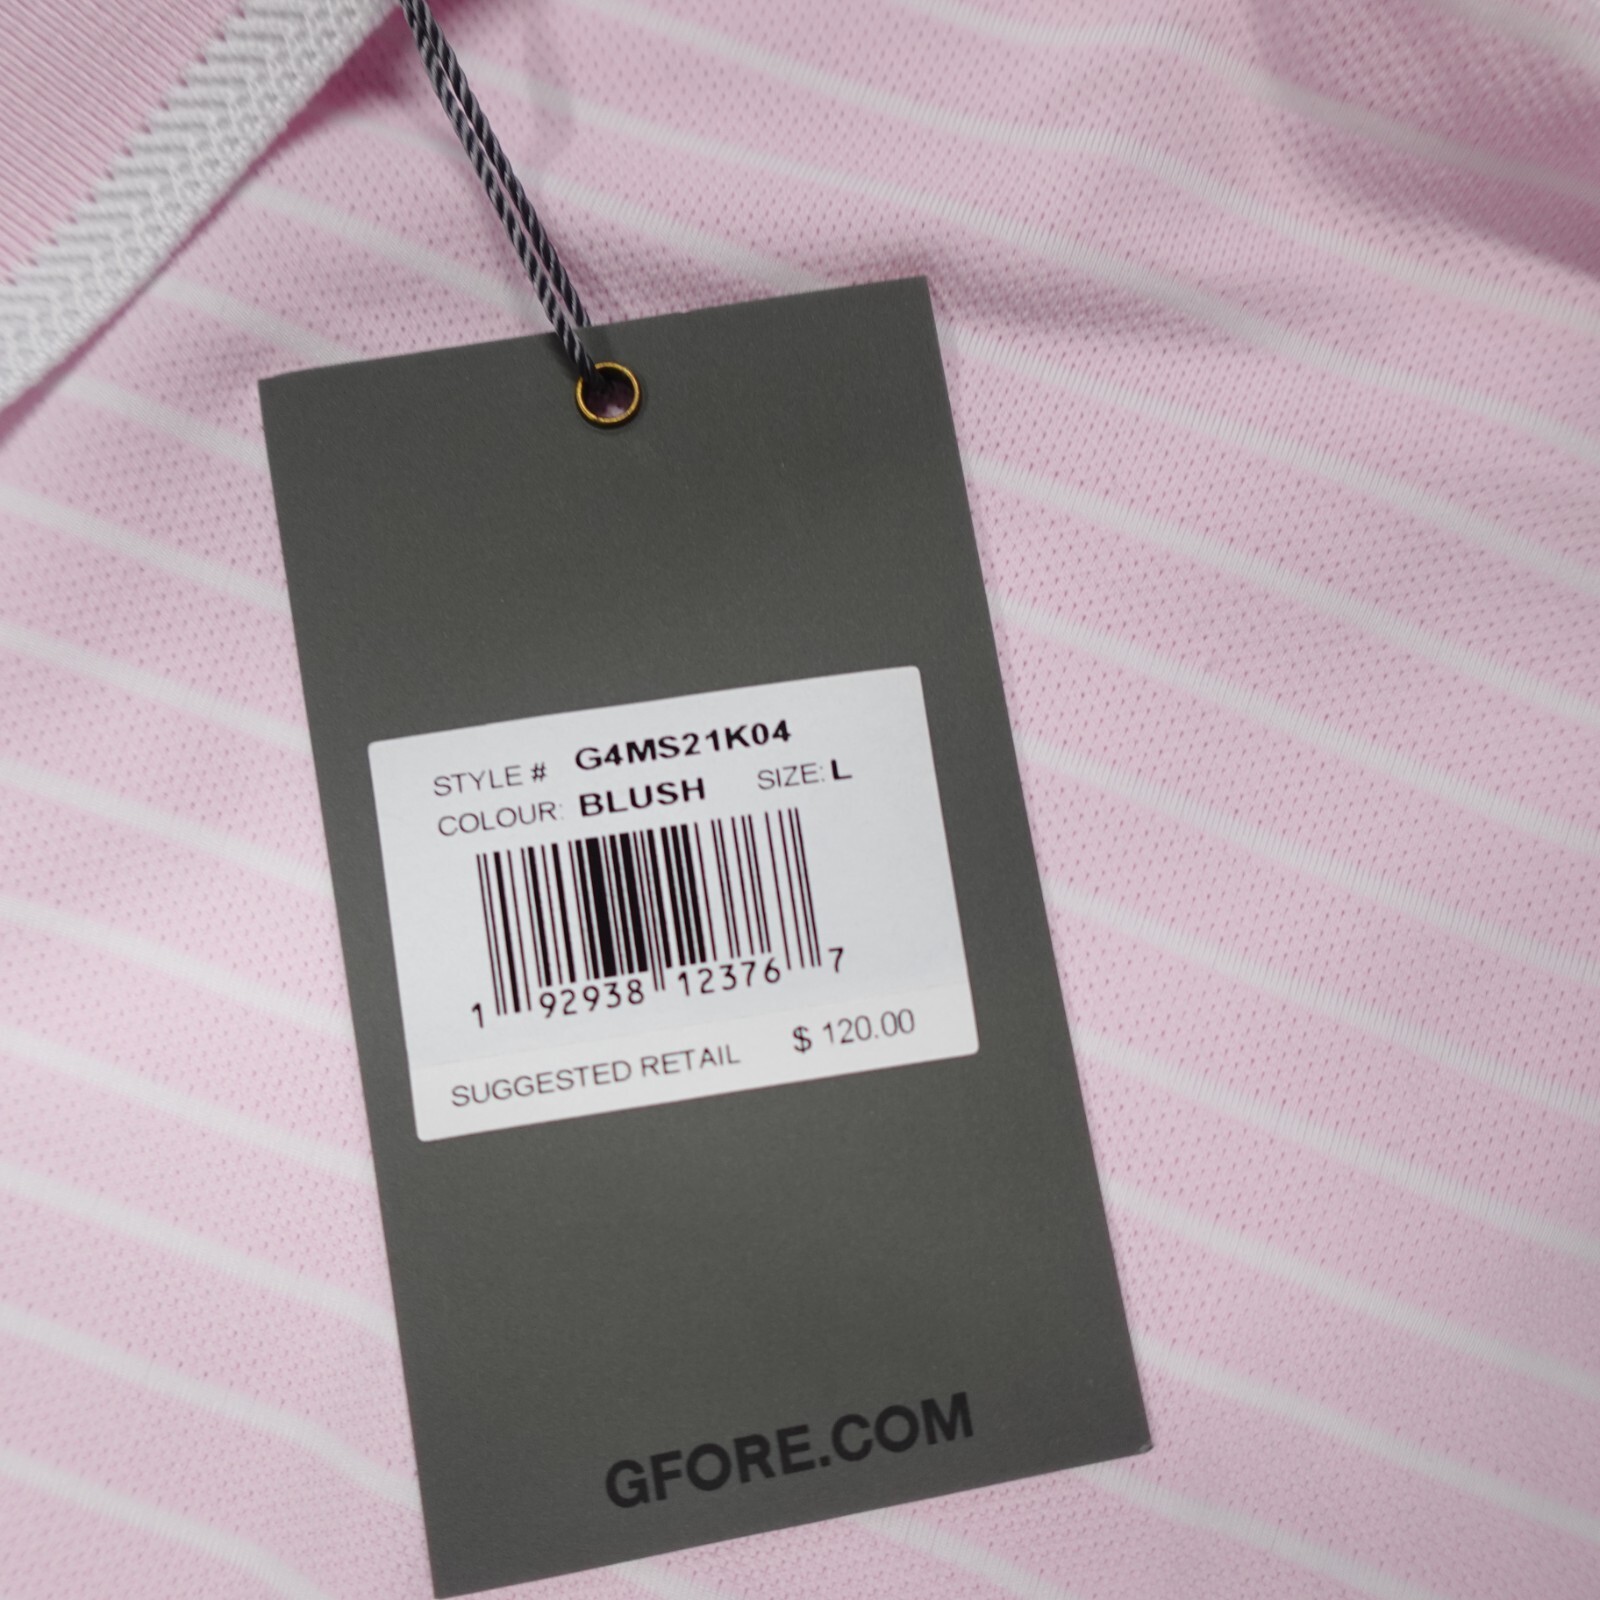 STYLE # G4MS21K04
COLOUR: BLUSH SIZE: L
1 92938 12376 7
SUGGESTED RETAIL $ 120.00
GFORE.COM